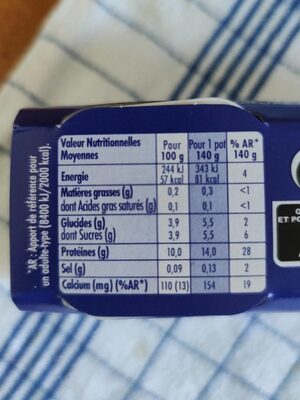 Valeur Nutritionnelles Pour Pour 1 pot % AR*
Moyennes 100 g 140 g 140 g
Energie 244 kJ 343 kJ 4
57 kcal 81 kcal
Matières grasses (g) 0,2 0,3 <1
dont Acides gras saturés (g) 0,1 0,1 <1
Glucides (g) 3,9 5,5 2
dont Sucres (g) 3,9 5,5 6
Protéines (g) 10,0 14,0 28
Sel (g) 0,09 0,13 2
Calcium (mg) (%AR*) 110 (13) 154 19
*AR : Apport de référence pour
un adulte-type (8400 kJ/2000 kcal).
ET PO